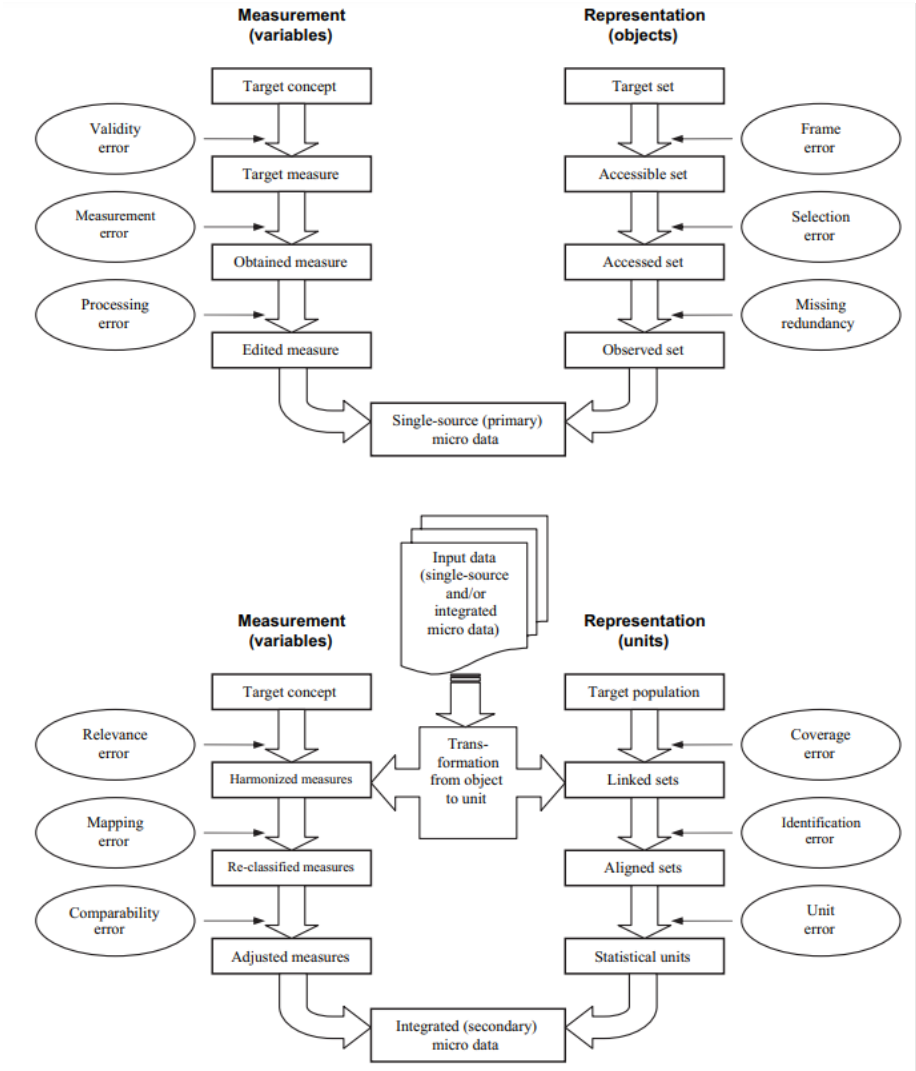 Measurement
(variables)
Representation
(objects)
Target concept
Target set
Validity
error
Frame
error
Target measure
Accessible set
Measurement
error
Selection
error
Obtained measure
Accessed set
Processing
error
Missing
redundancy
Edited measure
Observed set
Single-source (primary)
micro data
Input data
(single-source
and/or
integrated
micro data)
Measurement
(variables)
Representation
(units)
Target concept
Target population
Relevance
error
Trans-
formation
from object
to unit
Coverage
error
Harmonized measures
Linked sets
Mapping
error
Identification
error
Re-classified measures
Aligned sets
Comparability
error
Unit
error
Adjusted measures
Statistical units
Integrated (secondary)
micro data